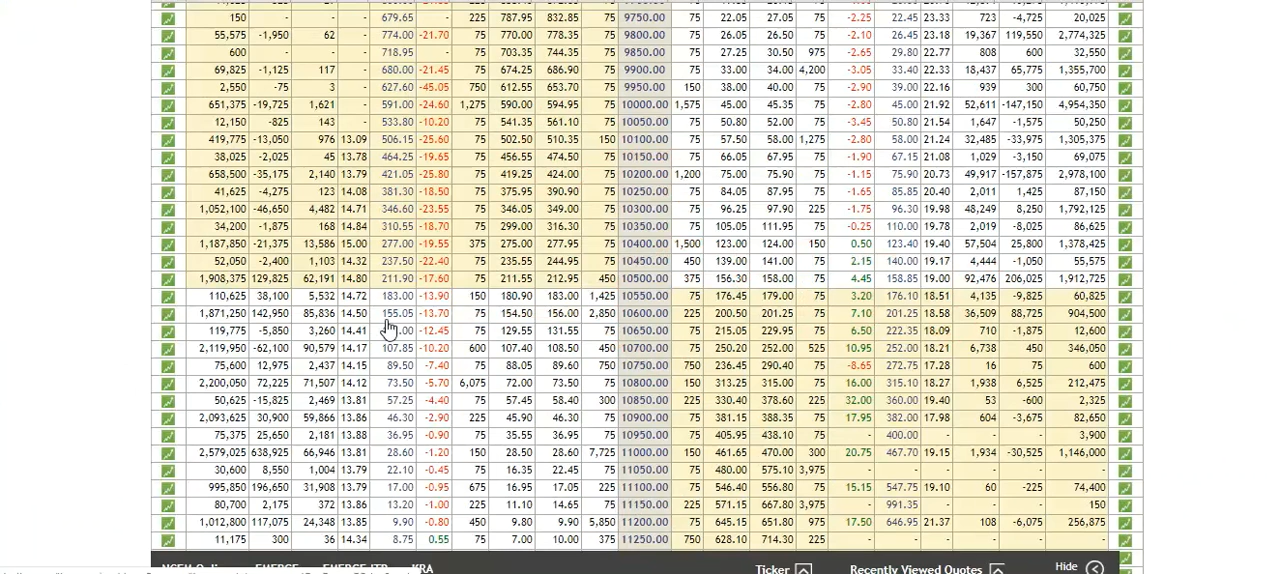 150 - - - 679.65 - 225 787.95 832.85 75 9750.00 75 22.05 27.05 75 -2.25 22.45 23.33 723 -4,725 20,025
55,575 -1,950 62 - 774.00 -21.70 75 770.00 778.35 75 9800.00 75 26.05 26.50 75 -2.10 26.45 23.18 19,367 119,550 2,774,325
600 - - - 718.95 - 75 703.35 744.35 75 9850.00 75 27.25 30.50 975 -2.65 29.80 22.77 808 600 32,550
69,825 -1,125 117 - 680.00 -21.45 75 674.25 686.90 75 9900.00 75 33.00 34.00 4,200 -3.05 33.40 22.33 18,437 65,775 1,355,700
2,550 -75 3 - 627.60 -45.05 750 612.55 653.70 75 9950.00 150 38.00 40.00 75 -2.90 39.00 22.16 939 300 60,750
651,375 -19,725 1,621 - 591.00 -24.60 1,275 590.00 594.95 75 10000.00 1,575 45.00 45.35 75 -2.80 45.00 21.92 52,611 -147,150 4,954,350
12,150 -825 143 - 533.80 -10.20 75 541.35 561.10 75 10050.00 75 50.80 52.00 75 -3.45 50.80 21.54 1,647 -1,575 50,250
419,775 -13,050 976 13.09 506.15 -25.60 75 502.50 510.35 150 10100.00 75 57.50 58.00 1,275 -2.80 58.00 21.24 32,485 -33,975 1,305,375
38,025 -2,025 45 13.78 464.25 -19.65 75 456.55 474.50 75 10150.00 75 66.05 67.95 75 -1.90 67.15 21.08 1,029 -3,150 69,075
658,500 -35,175 2,140 13.79 421.05 -25.80 75 419.25 424.00 75 10200.00 1,200 75.00 75.90 75 -1.15 75.90 20.73 49,917 -157,875 2,978,100
41,625 -4,275 123 14.08 381.30 -18.50 75 375.95 390.90 75 10250.00 75 84.05 87.95 75 -1.65 85.85 20.40 2,011 1,425 87,150
1,052,100 -46,650 4,482 14.71 346.60 -23.55 75 346.05 349.00 75 10300.00 75 96.25 97.90 225 -1.75 96.30 19.98 48,249 8,250 1,792,125
34,200 -1,875 168 14.84 310.55 -18.70 75 299.00 316.30 75 10350.00 75 105.05 111.95 75 -0.25 110.00 19.78 2,019 -8,025 86,625
1,187,850 -21,375 13,586 15.00 277.00 -19.55 375 275.00 277.95 75 10400.00 1,500 123.00 124.00 150 0.50 123.40 19.40 57,504 25,800 1,378,425
52,050 -2,400 1,103 14.32 237.50 -22.40 75 235.55 244.95 75 10450.00 450 139.00 141.00 75 2.15 140.00 19.17 4,444 -1,050 57,525
1,908,375 129,825 62,191 14.80 211.90 -17.60 75 211.55 212.95 450 10500.00 375 156.30 158.75 75 4.45 158.85 19.00 92,476 206,025 1,912,725
110,625 38,100 5,532 14.72 183.00 -13.90 150 180.90 183.00 1,425 10550.00 75 176.45 179.00 75 3.20 176.10 18.51 4,135 -9,825 60,825
1,871,250 142,950 85,836 14.50 155.05 -13.70 75 154.50 156.00 2,850 10600.00 225 200.50 201.25 75 7.10 201.25 18.58 36,509 88,725 904,500
119,775 -5,850 3,260 14.41 -12.45 75 129.55 131.55 75 10650.00 75 215.05 229.95 75 6.50 222.35 18.09 710 -1,875 12,600
2,119,950 -62,100 90,579 14.17 107.85 -10.20 600 107.40 108.50 450 10700.00 75 250.20 252.00 525 10.95 252.00 18.21 6,738 450 346,050
75,600 12,975 2,437 14.15 89.50 -7.40 75 88.05 89.60 750 10750.00 750 236.45 290.40 75 -8.65 272.75 17.28 16 75 600
2,200,050 72,225 71,507 14.12 73.50 -5.70 6,075 72.00 73.50 75 10800.00 150 313.25 315.00 75 16.00 315.10 18.27 1,938 6,525 212,475
50,625 -15,825 2,469 13.81 57.25 -4.40 75 57.45 58.40 300 10850.00 225 330.40 378.60 225 32.00 360.00 19.40 53 -600 2,325
2,093,625 30,900 59,866 13.86 46.30 -2.90 225 45.90 46.30 75 10900.00 75 381.15 388.35 75 17.95 382.00 17.98 604 -3,675 82,650
75,375 25,650 2,181 13.88 36.95 -0.90 75 35.55 36.95 75 10950.00 75 405.95 438.10 75 - 400.00 - - - 3,900
2,579,025 638,925 66,946 13.81 28.60 -1.20 150 28.50 28.60 7,725 11000.00 150 461.65 470.00 300 20.75 467.70 19.15 1,934 -30,525 1,146,000
30,600 8,550 1,004 13.79 22.10 -0.45 75 16.35 22.45 75 11050.00 75 480.00 575.10 3,975 - - - - - -
995,850 196,650 31,908 13.79 17.00 -0.95 75 16.95 17.05 225 11100.00 75 546.40 556.80 75 15.15 547.75 19.10 60 -225 74,400
80,700 2,175 372 13.86 13.20 -1.00 225 11.10 14.65 75 11150.00 225 571.15 667.80 3,975 - 991.35 - - - 150
1,012,800 117,075 24,348 13.85 9.90 -0.80 450 9.80 9.90 5,850 11200.00 75 645.15 651.80 975 17.50 646.95 21.37 108 -6,075 256,875
11,175 300 36 14.34 8.75 0.55 75 7.00 10.00 375 11250.00 750 628.10 714.30 225 - - - - - -
Ticker Recently Viewed Quotes Hide